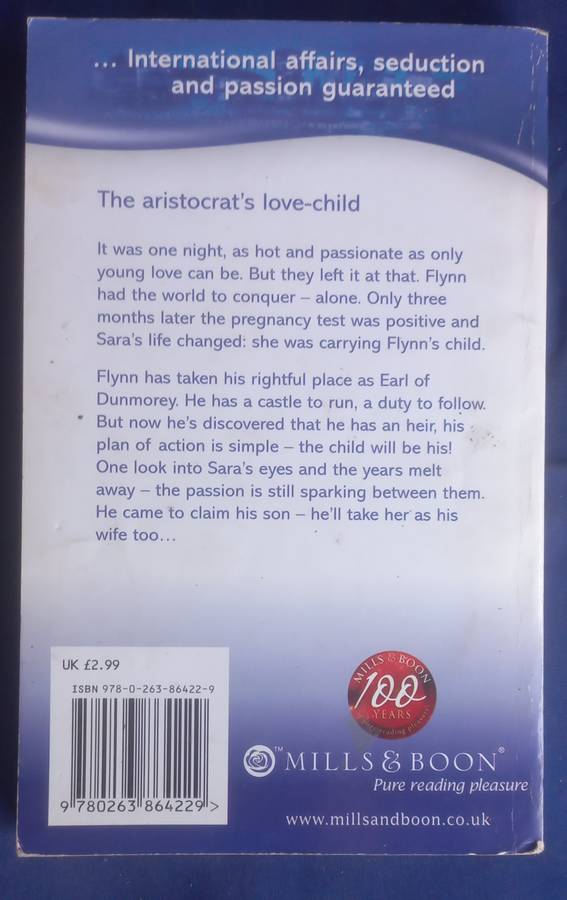 ... International affairs, seduction
and passion guaranteed
The aristocrat's love-child
It was one night, as hot and passionate as only
young love can be. But they left it at that. Flynn
had the world to conquer – alone. Only three
months later the pregnancy test was positive and
Sara's life changed: she was carrying Flynn's child.
Flynn has taken his rightful place as Earl of
Dunmorey. He has a castle to run, a duty to follow.
But now he's discovered that he has an heir, his
plan of action is simple – the child will be his!
One look into Sara's eyes and the years melt
away – the passion is still sparking between them.
He came to claim his son – he'll take her as his
wife too...
UK £2.99
ISBN 978-0-263-86422-9
9 780263 864229 >
MILLS & BOON
100
YEARS
of pure reading pleasure
™ MILLS & BOON®
Pure reading pleasure
www.millsandboon.co.uk